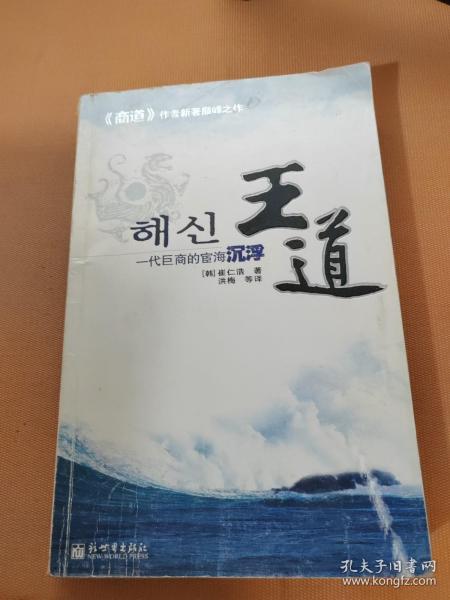 《商道》作者新著巅峰之作
해신
王道
一代巨商的宦海沉浮
[韩]崔仁浩 著
洪梅 等译
新世界出版社
NEW WORLD PRESS
孔夫子旧书网
www.kongfz.com